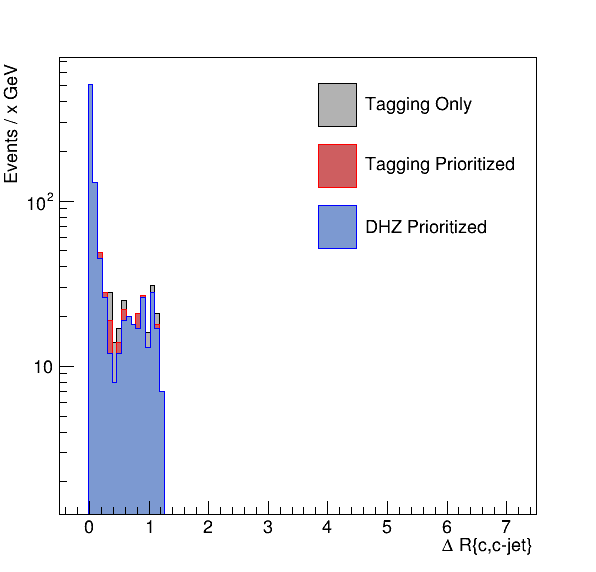 Events / x GeV
Tagging Only
Tagging Prioritized
DHZ Prioritized
10²
10
0 1 2 3 4 5 6 7
Δ R{c,c-jet}